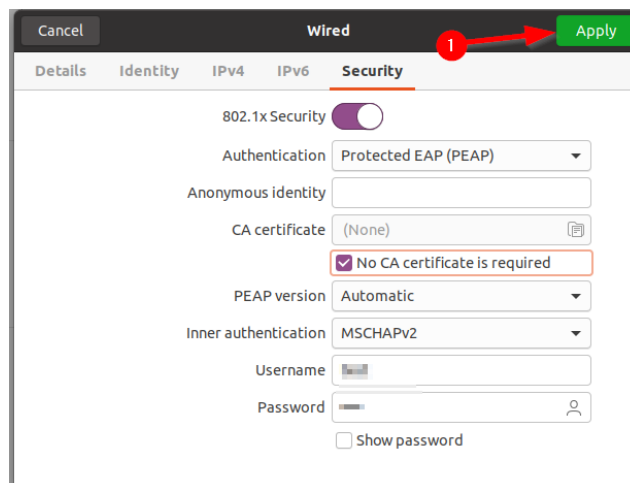 Cancel Wired Apply
1
Details Identity IPv4 IPv6 Security
802.1x Security
Authentication Protected EAP (PEAP)
Anonymous identity
CA certificate (None)
No CA certificate is required
PEAP version Automatic
Inner authentication MSCHAPv2
Username
Password
Show password